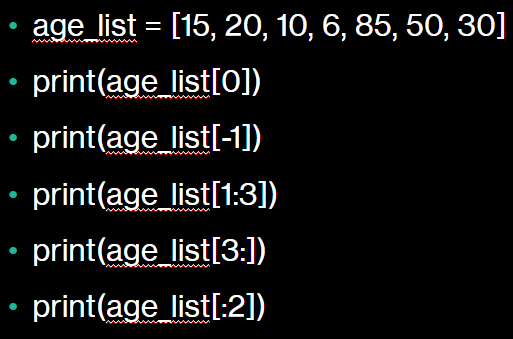 • age_list = [15, 20, 10, 6, 85, 50, 30]
• print(age_list[0])
• print(age_list[-1])
• print(age_list[1:3])
• print(age_list[3:])
• print(age_list[:2])